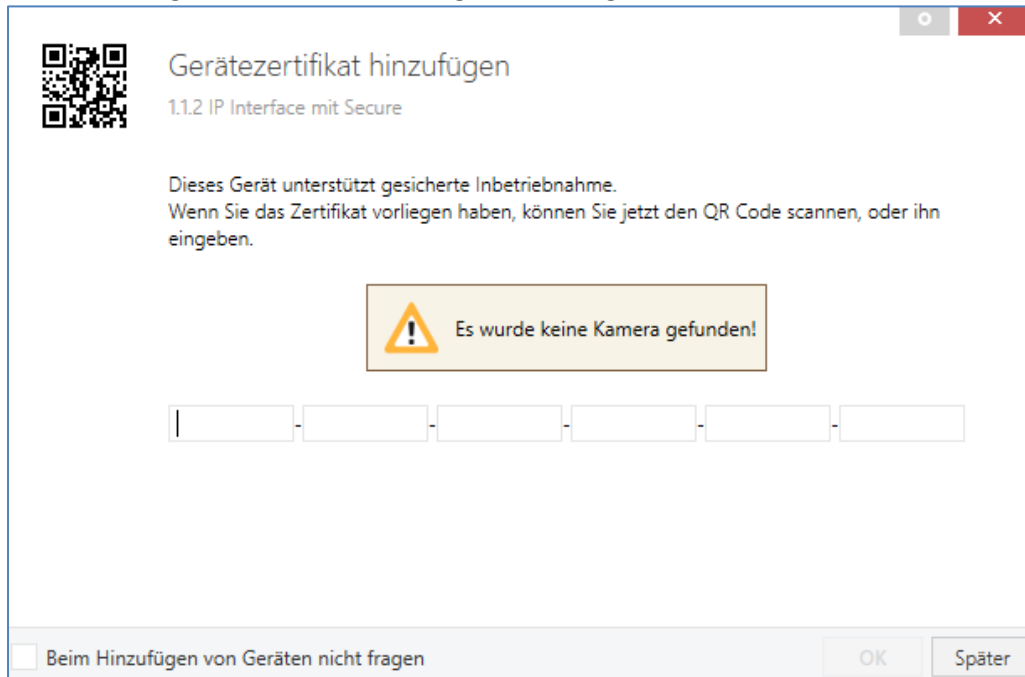 Gerätezertifikat hinzufügen
1.1.2 IP Interface mit Secure
Dieses Gerät unterstützt gesicherte Inbetriebnahme.
Wenn Sie das Zertifikat vorliegen haben, können Sie jetzt den QR Code scannen, oder ihn
eingeben.
Es wurde keine Kamera gefunden!
- - - - -
Beim Hinzufügen von Geräten nicht fragen
OK
Später